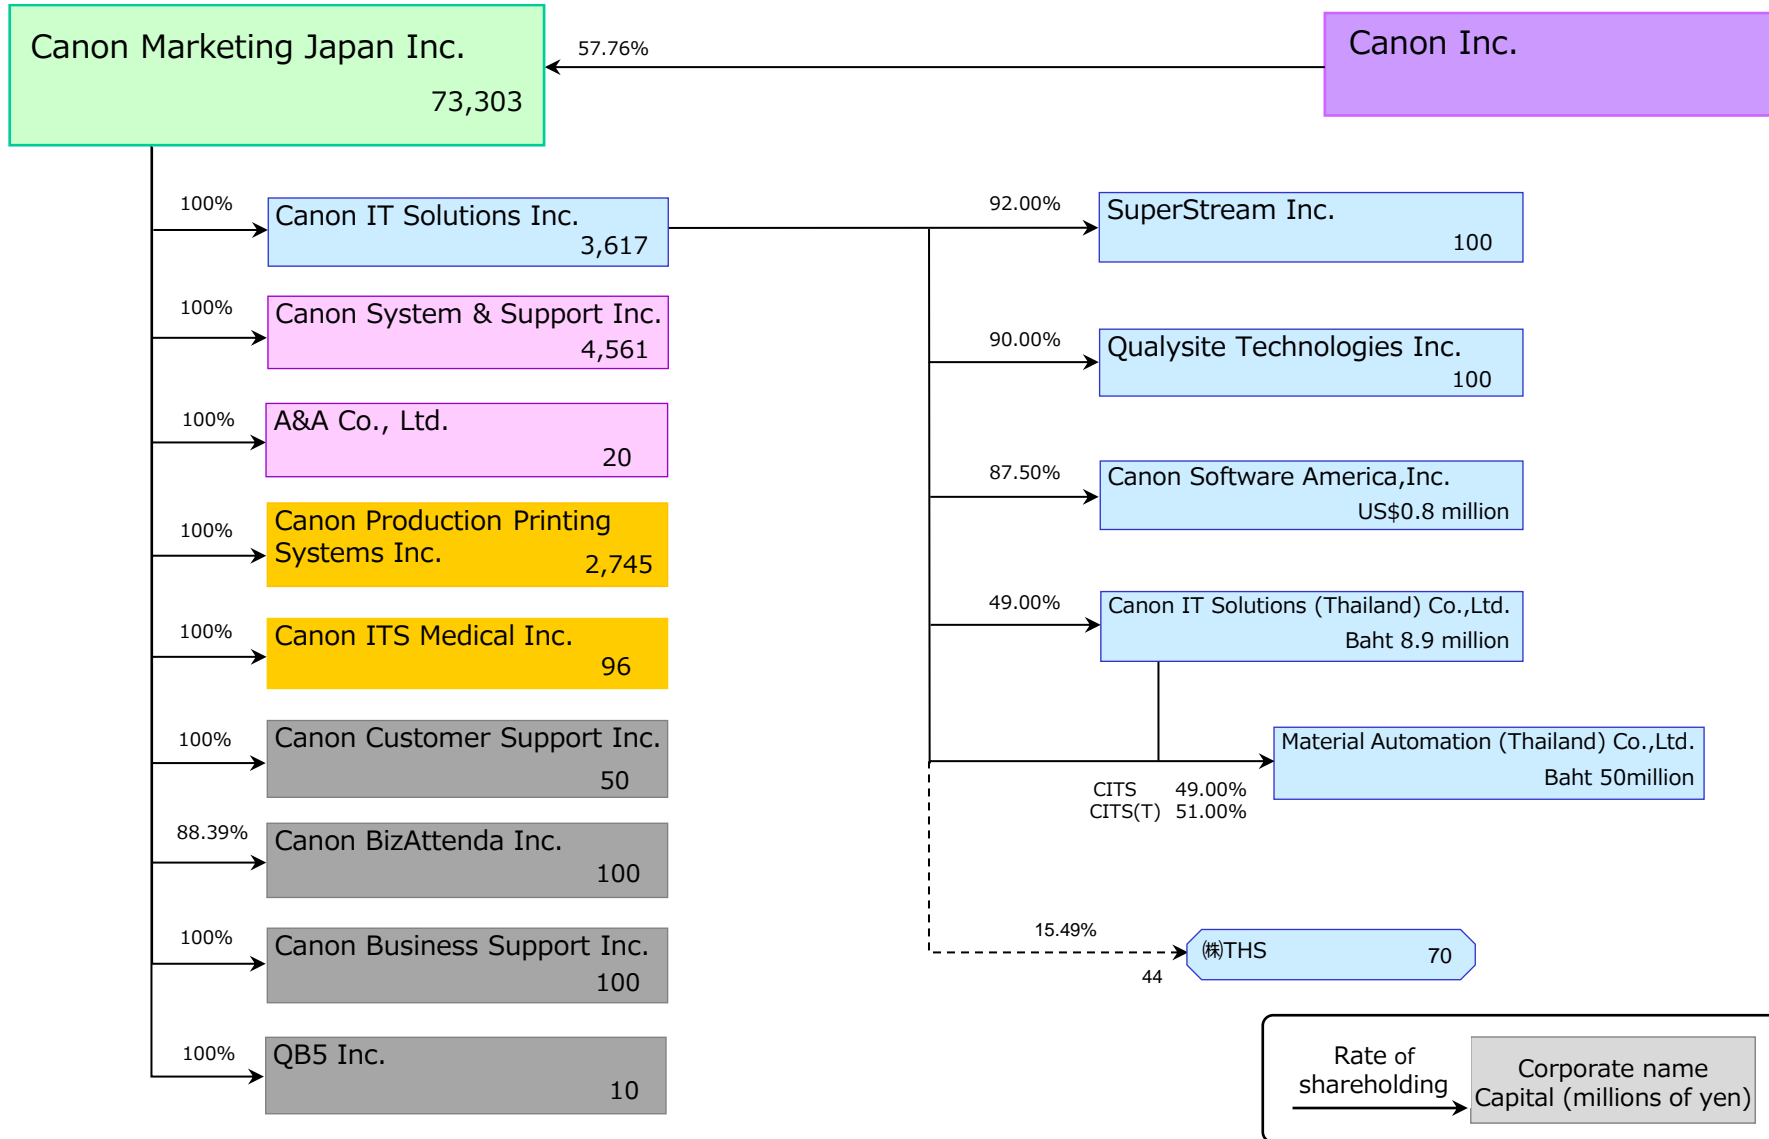 Canon Marketing Japan Inc.
73,303
57.76%
Canon Inc.
100%
Canon IT Solutions Inc.
3,617
100%
Canon System & Support Inc.
4,561
100%
A&A Co., Ltd.
20
100%
Canon Production Printing
Systems Inc.
2,745
100%
Canon ITS Medical Inc.
96
100%
Canon Customer Support Inc.
50
88.39%
Canon BizAttenda Inc.
100
100%
Canon Business Support Inc.
100
100%
QB5 Inc.
10
92.00%
SuperStream Inc.
100
90.00%
Qualysite Technologies Inc.
100
87.50%
Canon Software America,Inc.
US$0.8 million
49.00%
Canon IT Solutions (Thailand) Co.,Ltd.
Baht 8.9 million
Material Automation (Thailand) Co.,Ltd.
Baht 50million
CITS 49.00%
CITS(T) 51.00%
15.49%
44
㈱THS 70
Rate of
shareholding
Corporate name
Capital (millions of yen)